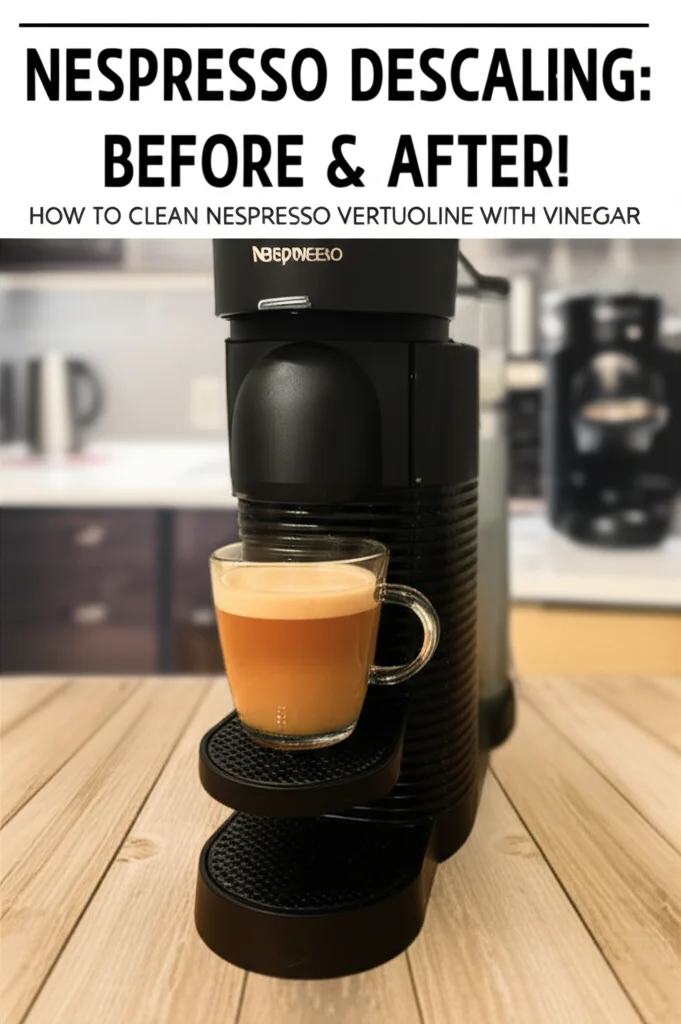 NESPRESSO DESCALING:
BEFORE & AFTER!
HOW TO CLEAN NESPRESSO VERTUOLINE WITH VINEGAR